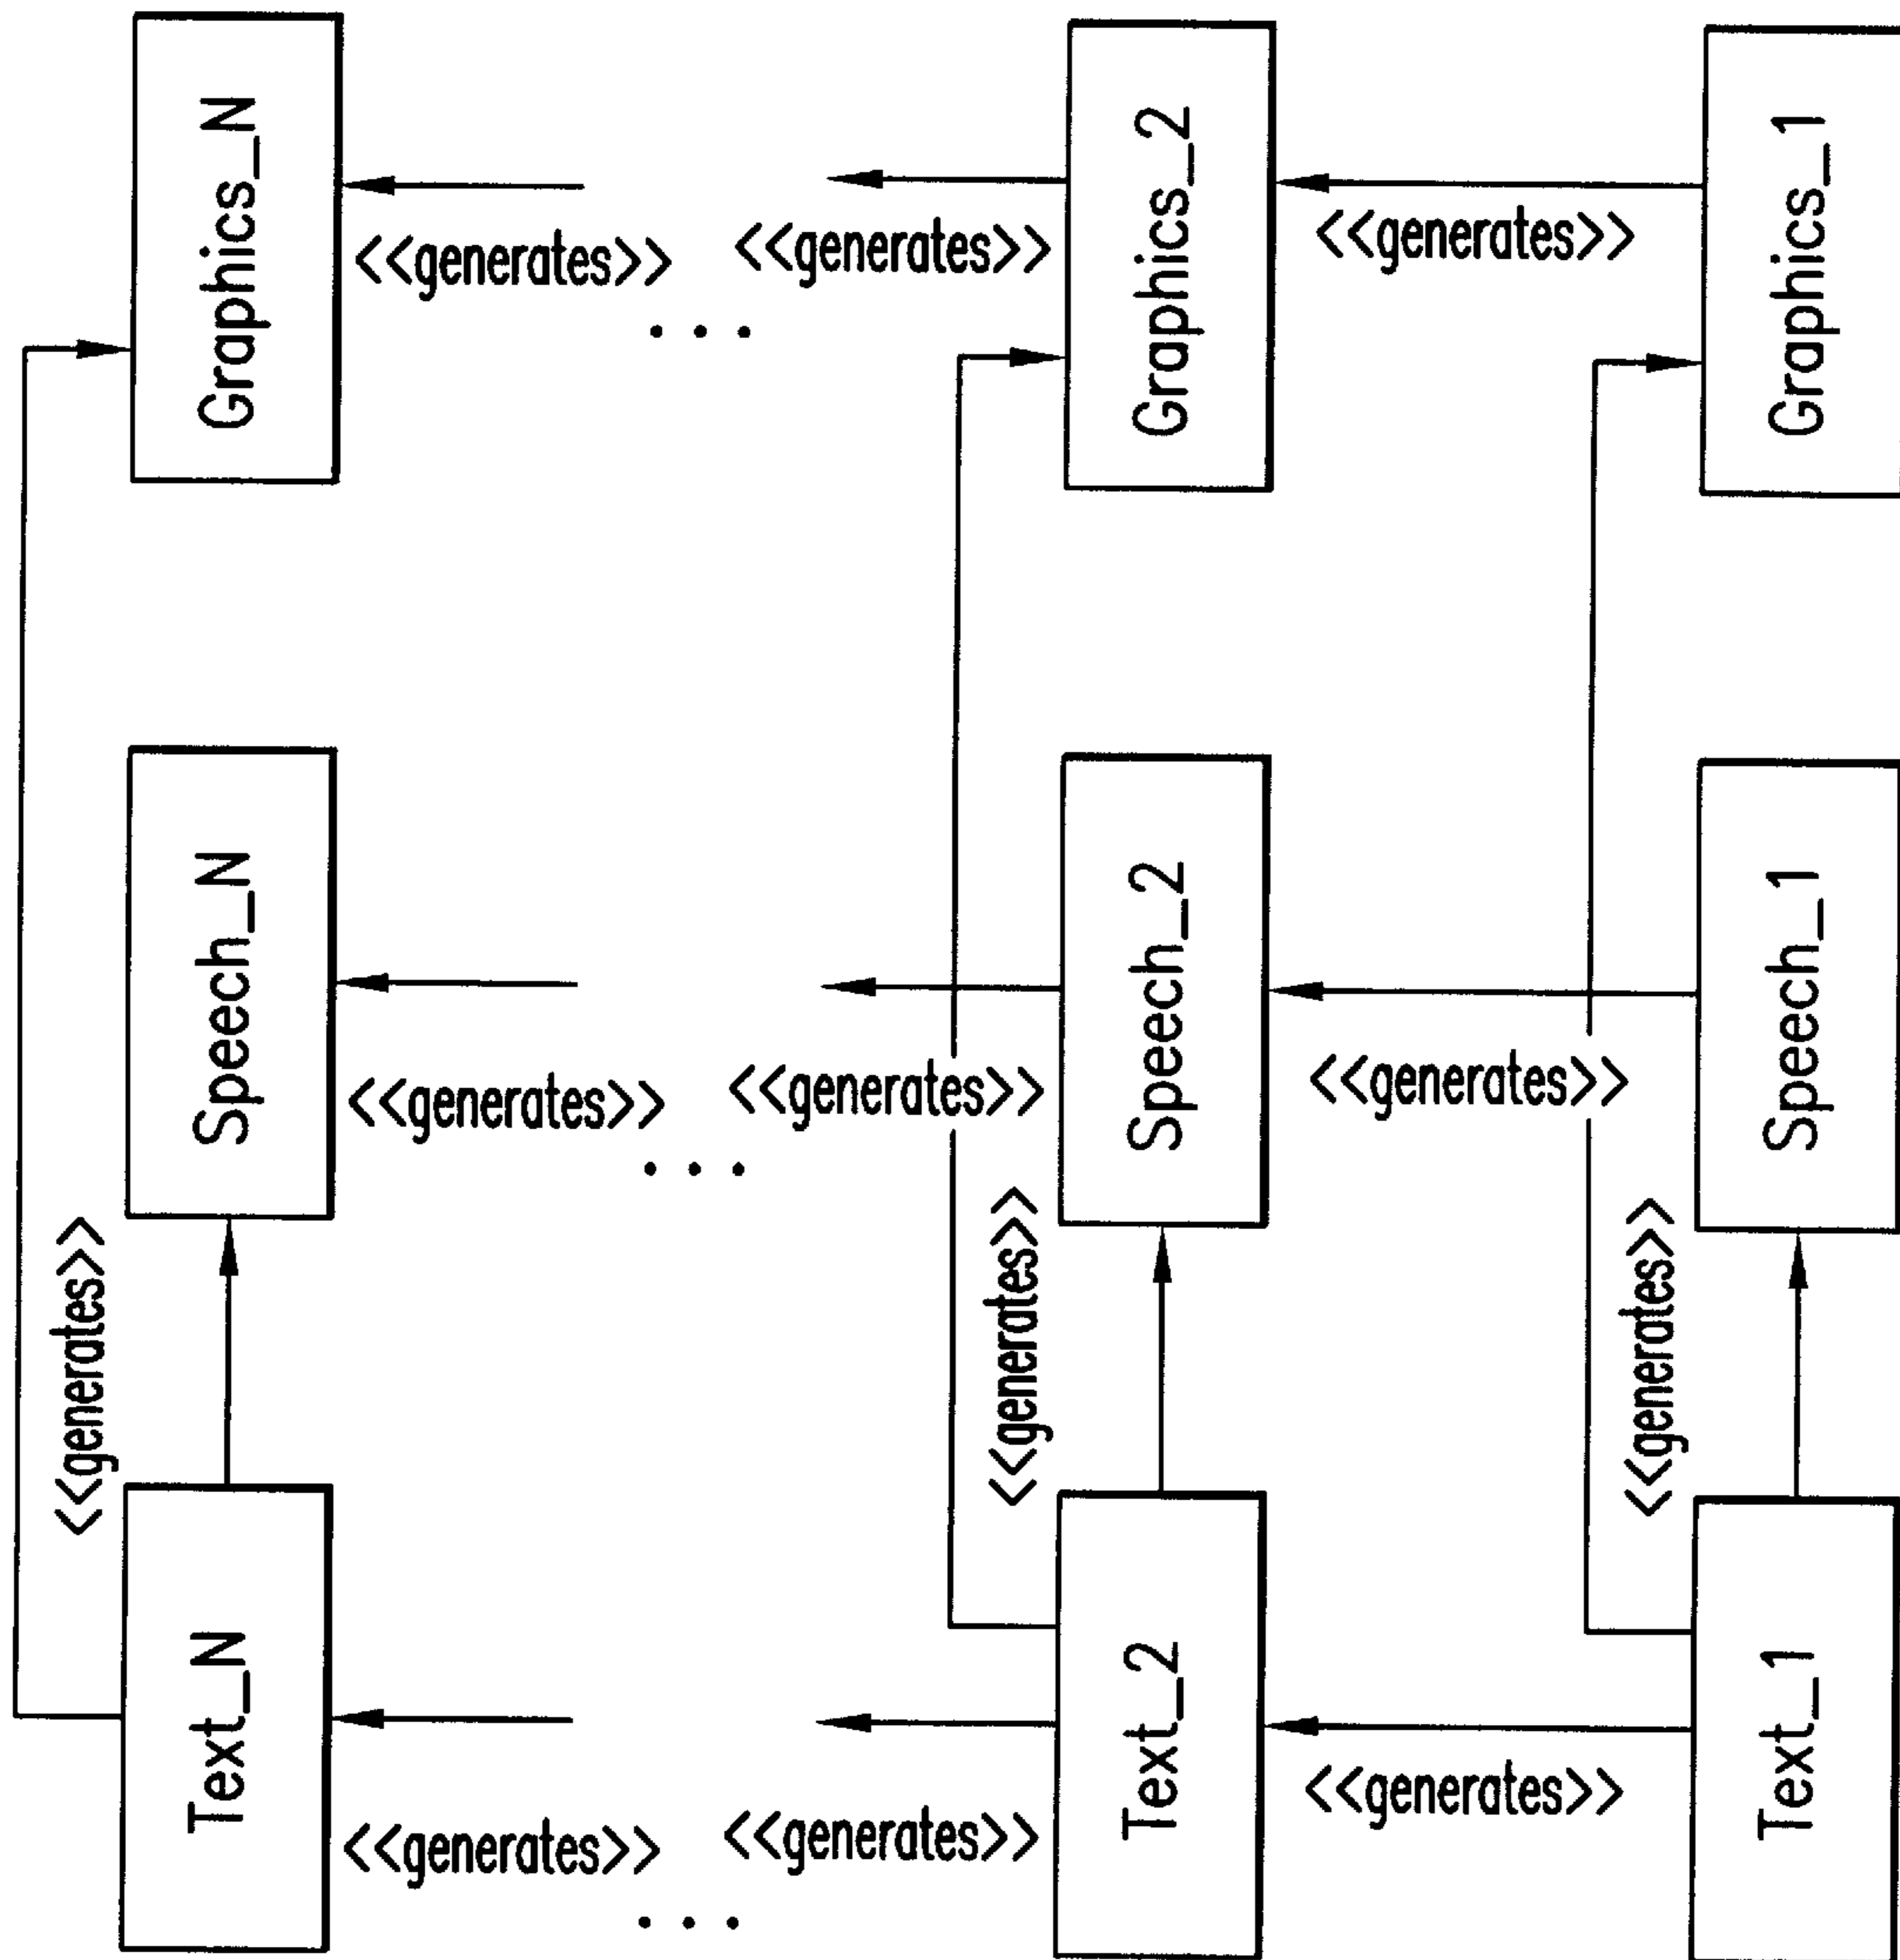 Graphics_N
Graphics_2
Graphics_1
<<generates>>
<<generates>>
<<generates>>
. . .
Speech_N
Speech_2
Speech_1
<<generates>>
<<generates>>
<<generates>>
. . .
<<generates>>
<<generates>>
<<generates>>
Text_N
Text_2
Text_1
<<generates>>
<<generates>>
<<generates>>
. . .